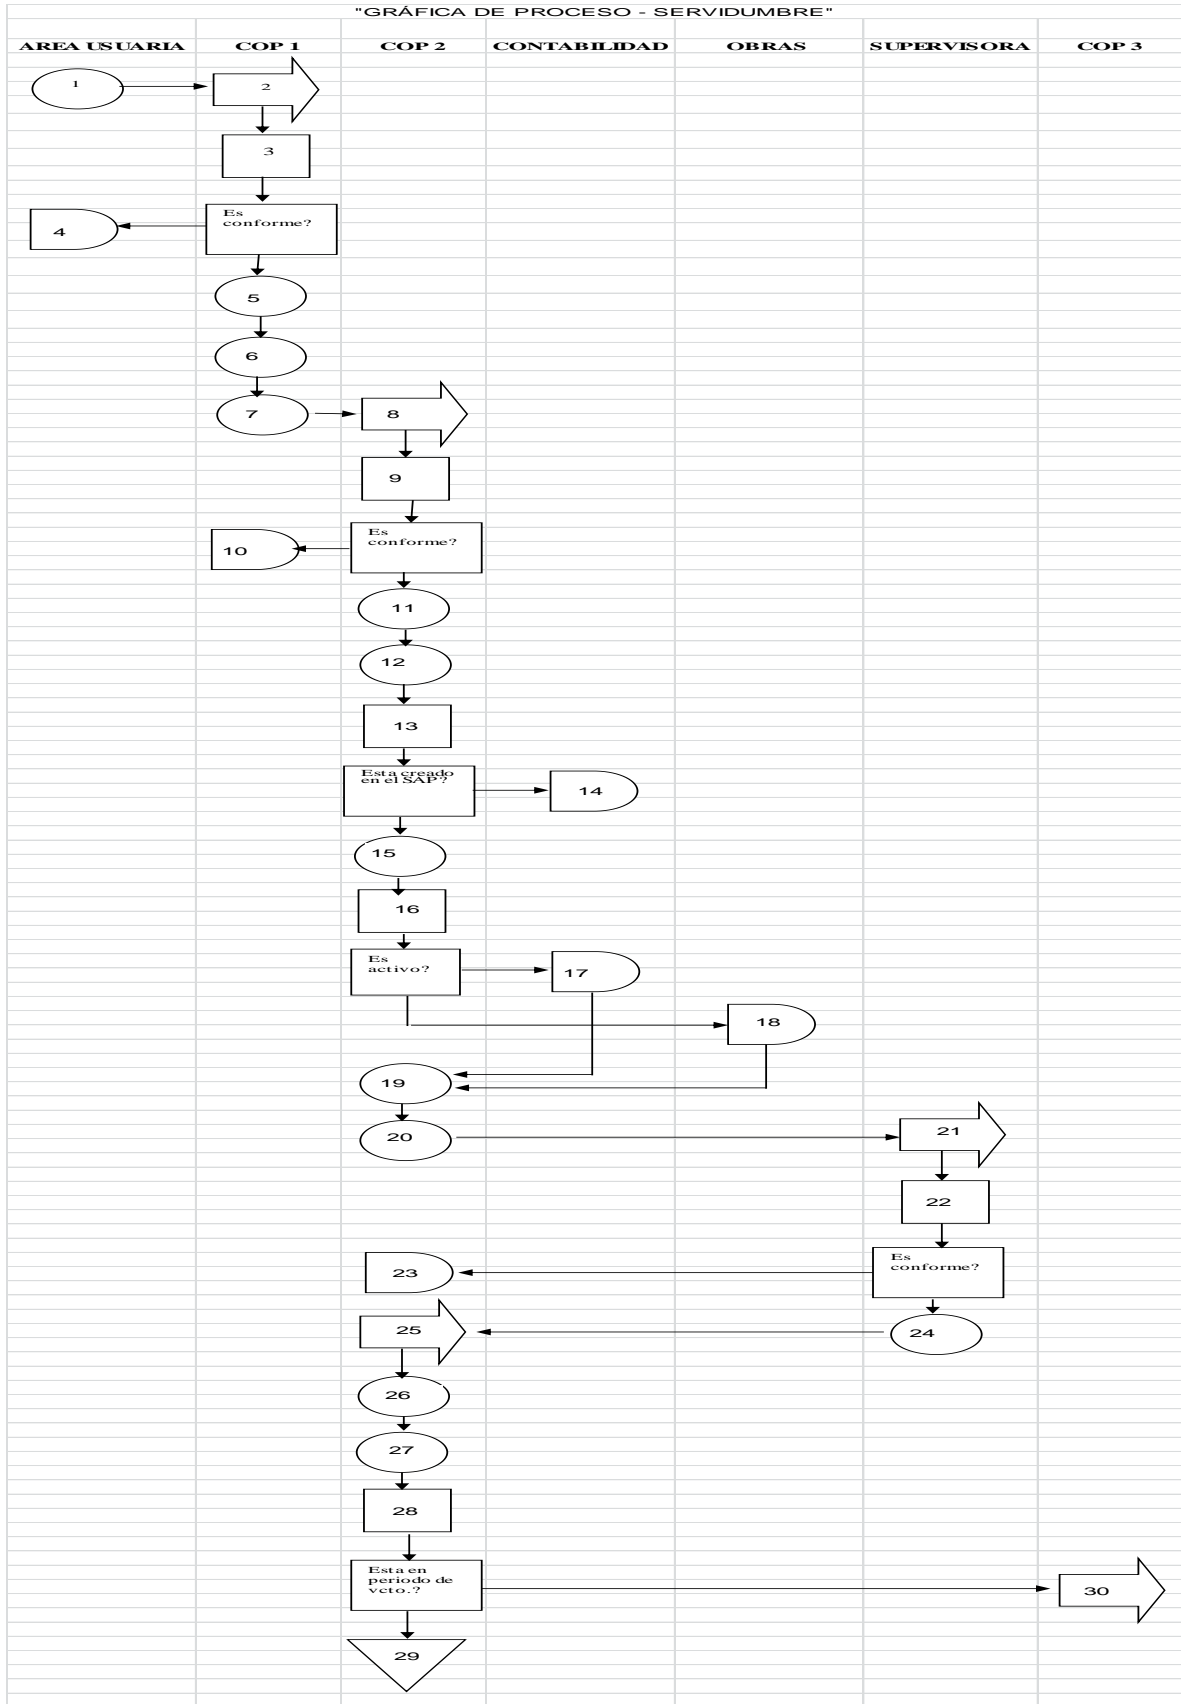 "GRÁFICA DE PROCESO - SERVIDUMBRE"
AREA USUARIA COP 1 COP 2 CONTABILIDAD OBRAS SUPERVISORA COP 3
1
2
3
Es
conforme?
4
5
6
7
8
9
Es
conforme?
10
11
12
13
Esta creado
en el SAP?
14
15
16
Es
activo?
17
18
19
20
21
22
Es
conforme?
23
24
25
26
27
28
Esta en
periodo de
vcto.?
30
29